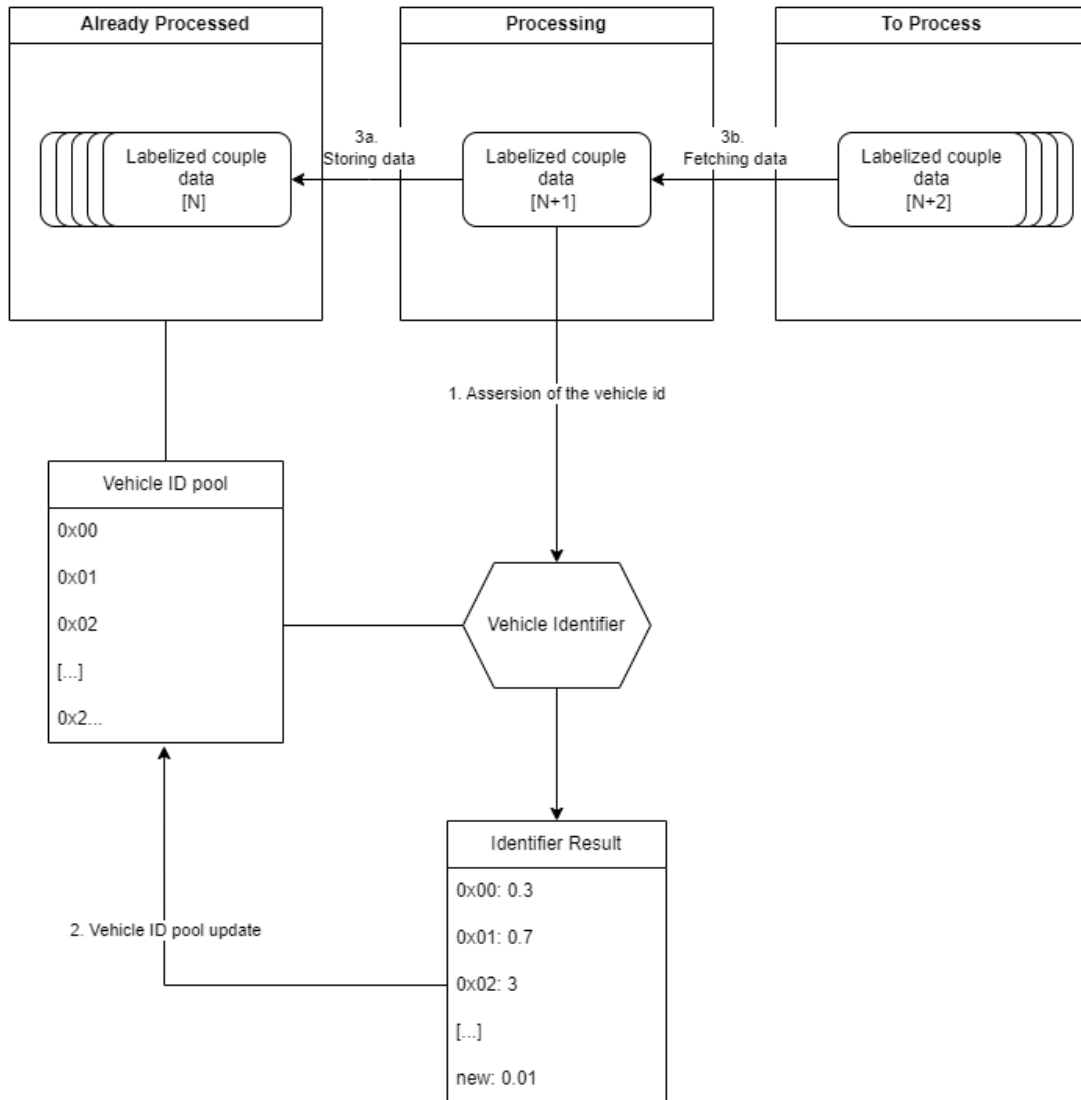 Already Processed
Processing
To Process
Labelized couple
data
[N]
3a.
Storing data
Labelized couple
data
[N+1]
3b.
Fetching data
Labelized couple
data
[N+2]
1. Assersion of the vehicle id
Vehicle ID pool
0x00
0x01
0x02
[...]
0x2...
Vehicle Identifier
2. Vehicle ID pool update
Identifier Result
0x00: 0.3
0x01: 0.7
0x02: 3
[...]
new: 0.01